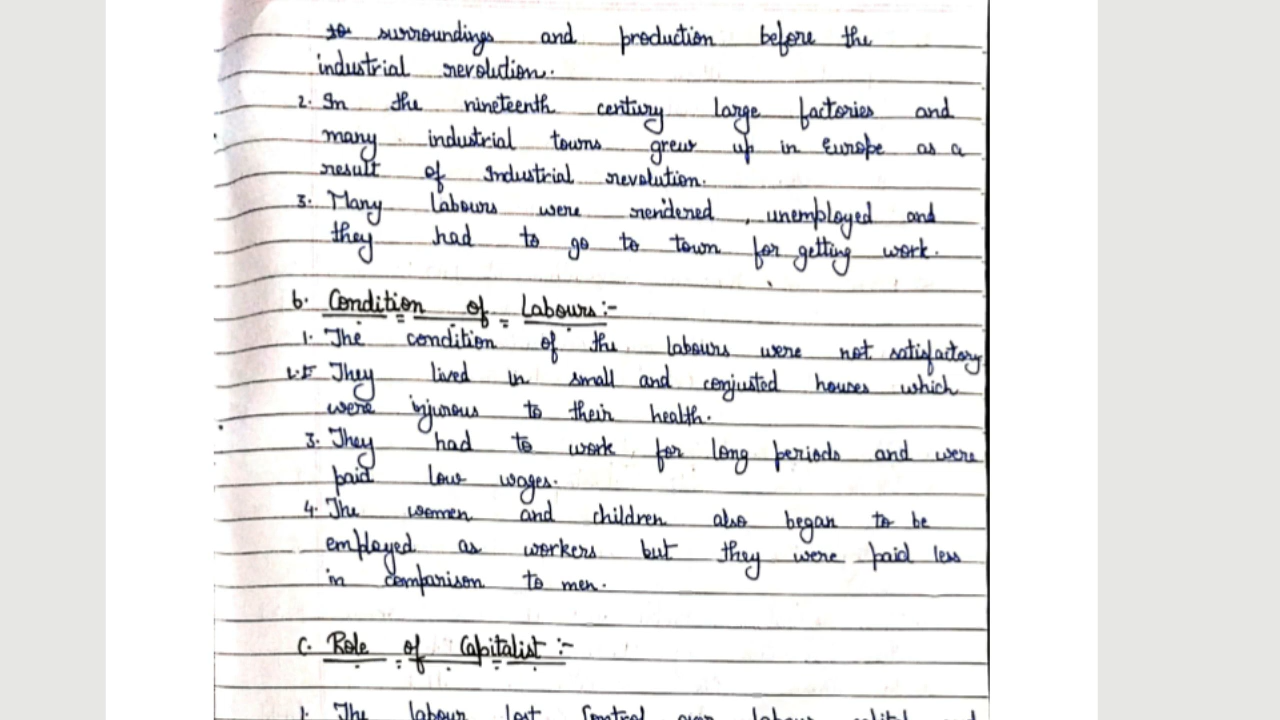 surroundings and production before the
industrial revolution.
2. In the nineteenth century large factories and
many industrial towns grew up in Europe as a
result of Industrial revolution.
3. Many labours were rendered unemployed and
they had to go to town for getting work.
b. Condition of Labours :-
1. The condition of the labours were not satisfactory
They lived in small and conjusted houses which
were injurous to their health.
3. They had to work for long periods and were
paid low wages.
4. The women and children also began to be
employed as workers but they were paid less
in comparison to men.
C. Role of Capitalist :-
1. The labour lost control over labour